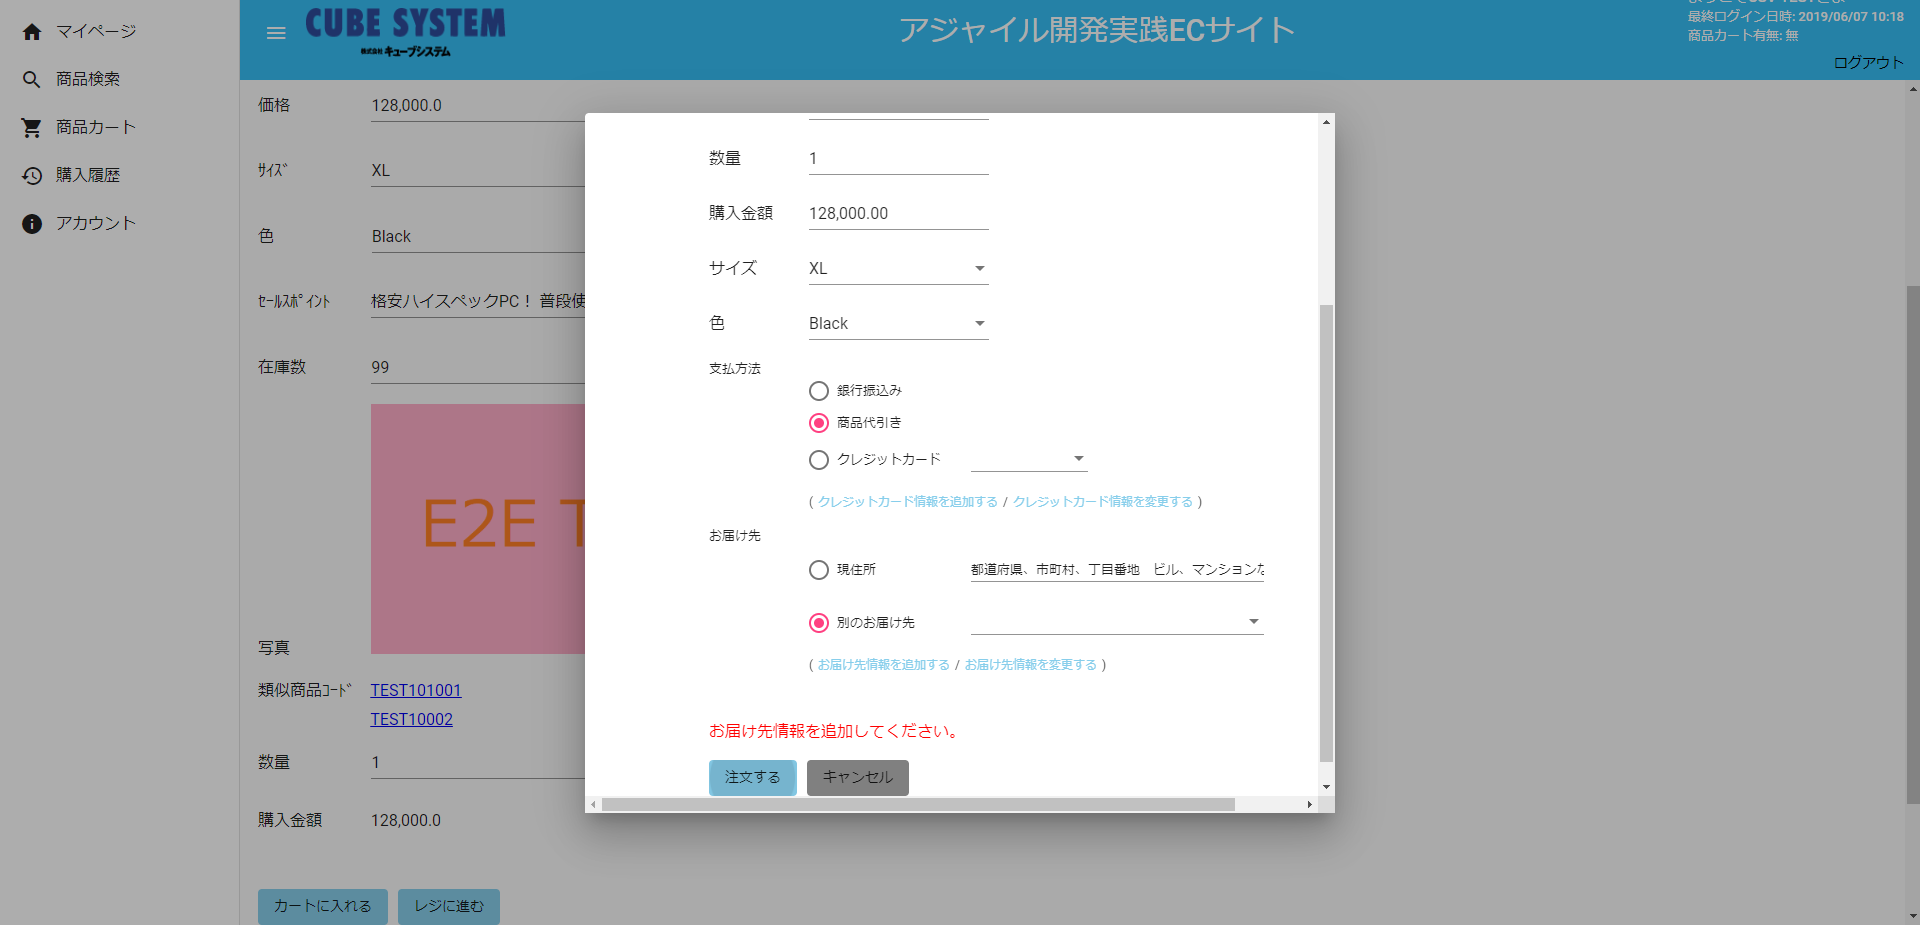 マイページ
商品検索
商品カート
購入履歴
アカウント
CUBE SYSTEM
株式会社 キューブシステム
アジャイル開発実践ECサイト
最終ログイン日時: 2019/06/07 10:18
商品カート有無: 無
ログアウト
価格
128,000.0
ｻｲｽﾞ
XL
色
Black
ｾｰﾙｽﾎﾟｲﾝﾄ
格安ハイスペックPC！ 普段使
在庫数
99
E2E T
写真
類似商品ｺｰﾄﾞ
TEST101001
TEST10002
数量
1
購入金額
128,000.0
カートに入れる
レジに進む
数量
1
購入金額
128,000.00
サイズ
XL
色
Black
支払方法
銀行振込み
商品代引き
クレジットカード
( クレジットカード情報を追加する / クレジットカード情報を変更する )
お届け先
現住所
都道府県、市町村、丁目番地　ビル、マンションな
別のお届け先
( お届け先情報を追加する / お届け先情報を変更する )
お届け先情報を追加してください。
注文する
キャンセル